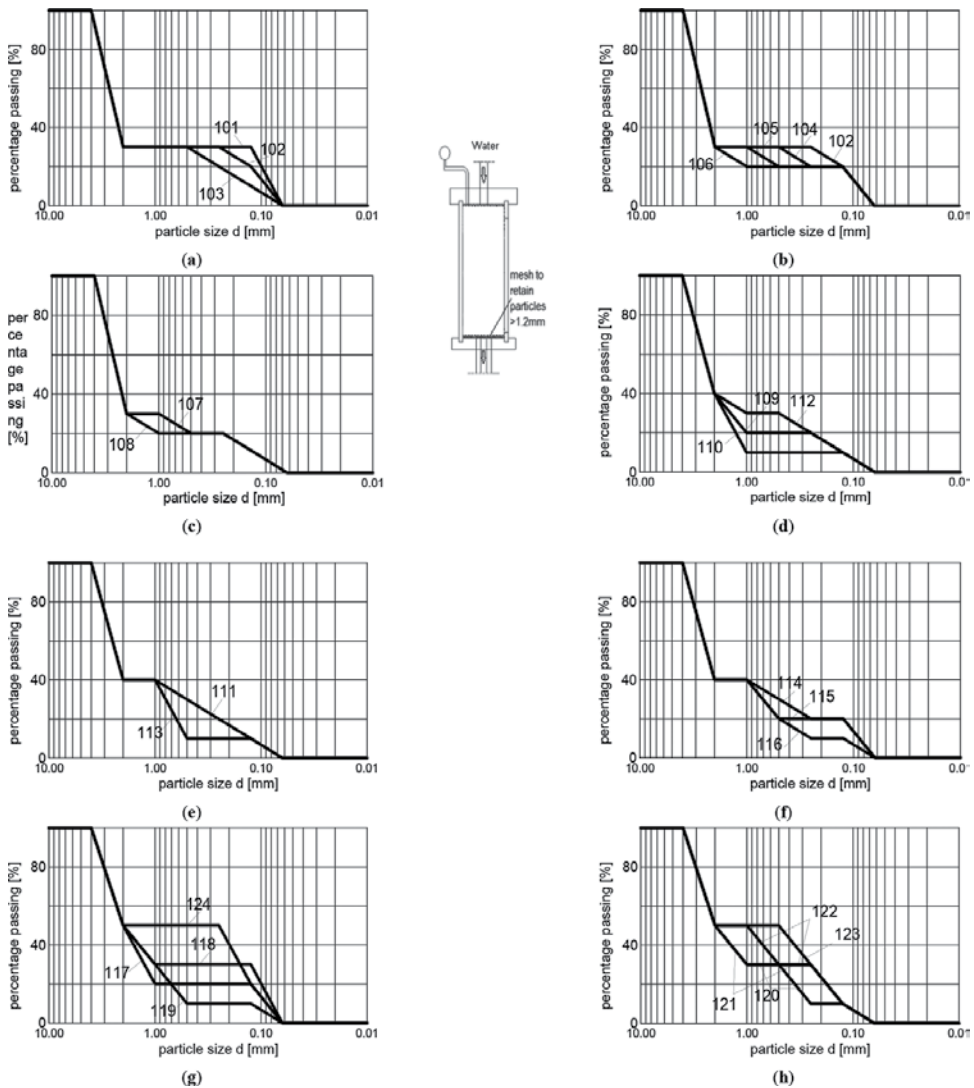 percentage passing [%]
80
40
0
101
102
103
10.00 1.00 0.10 0.01
particle size d [mm]
(a)
Water
mesh to
retain
particles
>1.2mm
percentage passing [%]
80
40
0
105 104 102
106
10.00 1.00 0.10 0.01
particle size d [mm]
(b)
per
ce
nta
ge
pa
ssi
ng
[%]
80
40
0
107
108
10.00 1.00 0.10 0.01
particle size d [mm]
(c)
percentage passing [%]
80
40
0
109 112
110
10.00 1.00 0.10
particle size d [mm]
(d)
percentage passing [%]
80
40
0
111
113
10.00 1.00 0.10 0.01
particle size d [mm]
(e)
percentage passing [%]
80
40
0
114
115
116
10.00 1.00 0.10
particle size d [mm]
(f)
percentage passing [%]
80
40
0
124
118
117
119
10.00 1.00 0.10 0.01
particle size d [mm]
(g)
percentage passing [%]
80
40
0
122
123
121 120
10.00 1.00 0.10 0.01
particle size d [mm]
(h)